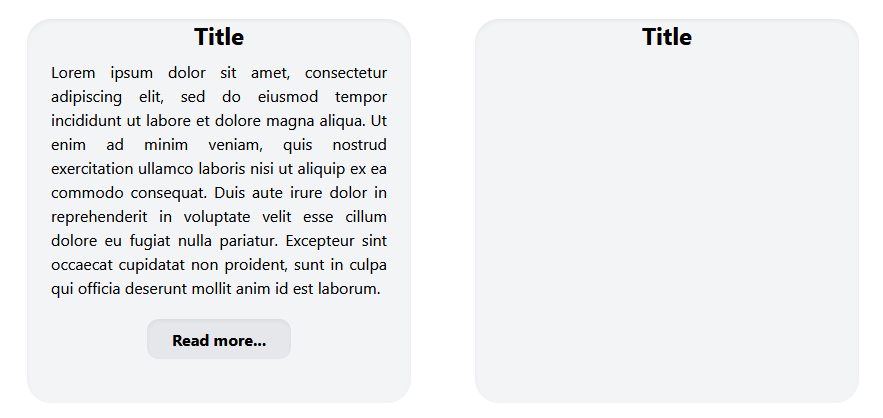 Title
Lorem ipsum dolor sit amet, consectetur
adipiscing elit, sed do eiusmod tempor
incididunt ut labore et dolore magna aliqua. Ut
enim ad minim veniam, quis nostrud
exercitation ullamco laboris nisi ut aliquip ex ea
commodo consequat. Duis aute irure dolor in
reprehenderit in voluptate velit esse cillum
dolore eu fugiat nulla pariatur. Excepteur sint
occaecat cupidatat non proident, sunt in culpa
qui officia deserunt mollit anim id est laborum.
Read more...
Title